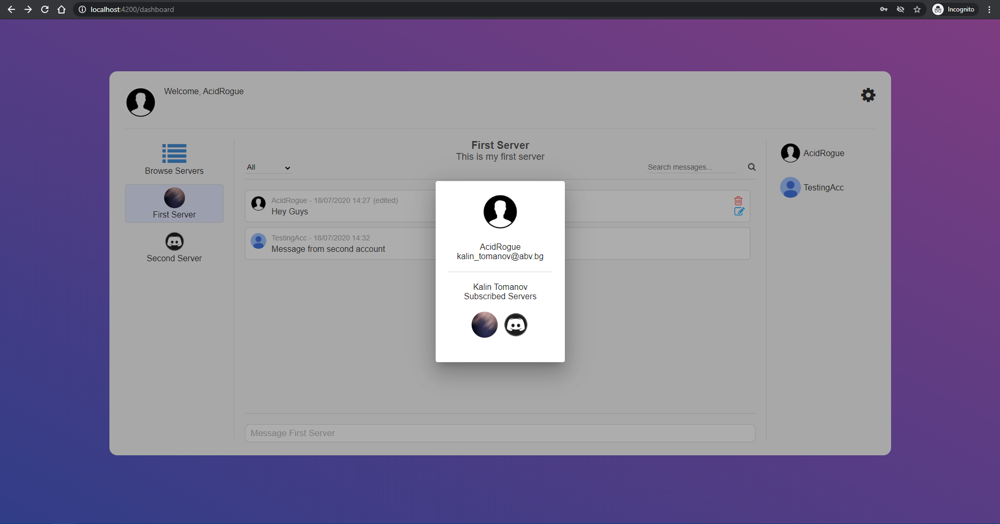 localhost:4200/dashboard
Incognito
Welcome, AcidRogue
Browse Servers
First Server
Second Server
First Server
This is my first server
All
Search messages...
AcidRogue - 18/07/2020 14:27 (edited)
Hey Guys
TestingAcc - 18/07/2020 14:32
Message from second account
Message First Server
AcidRogue
TestingAcc
AcidRogue
kalin_tomanov@abv.bg
Kalin Tomanov
Subscribed Servers